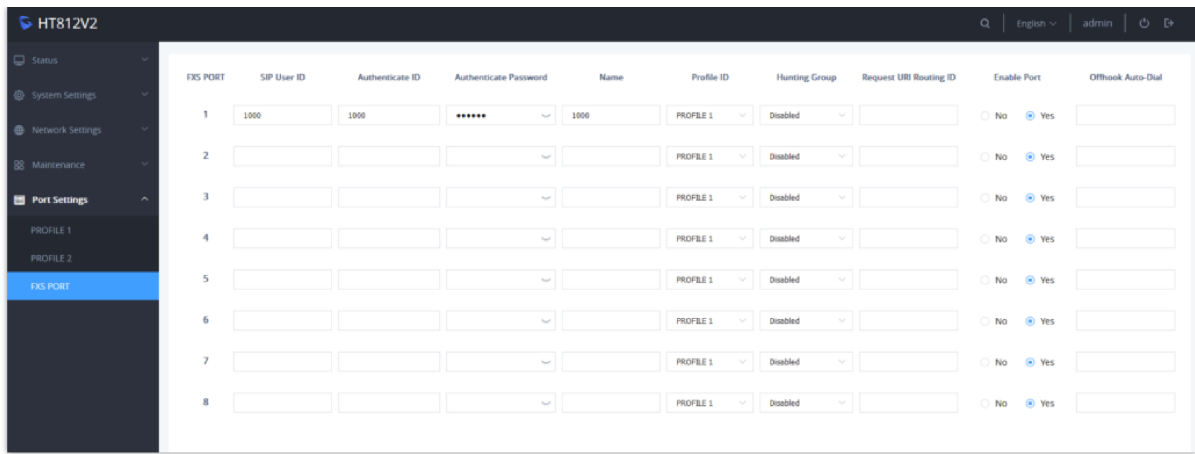 HT812V2
English
admin
Status
System Settings
Network Settings
Maintenance
Port Settings
PROFILE 1
PROFILE 2
FXS PORT
FXS PORT SIP User ID Authenticate ID Authenticate Password Name Profile ID Hunting Group Request URI Routing ID Enable Port Offhook Auto-Dial
1 1000 1000 •••••• 1000 PROFILE 1 Disabled No Yes
2 PROFILE 1 Disabled No Yes
3 PROFILE 1 Disabled No Yes
4 PROFILE 1 Disabled No Yes
5 PROFILE 1 Disabled No Yes
6 PROFILE 1 Disabled No Yes
7 PROFILE 1 Disabled No Yes
8 PROFILE 1 Disabled No Yes